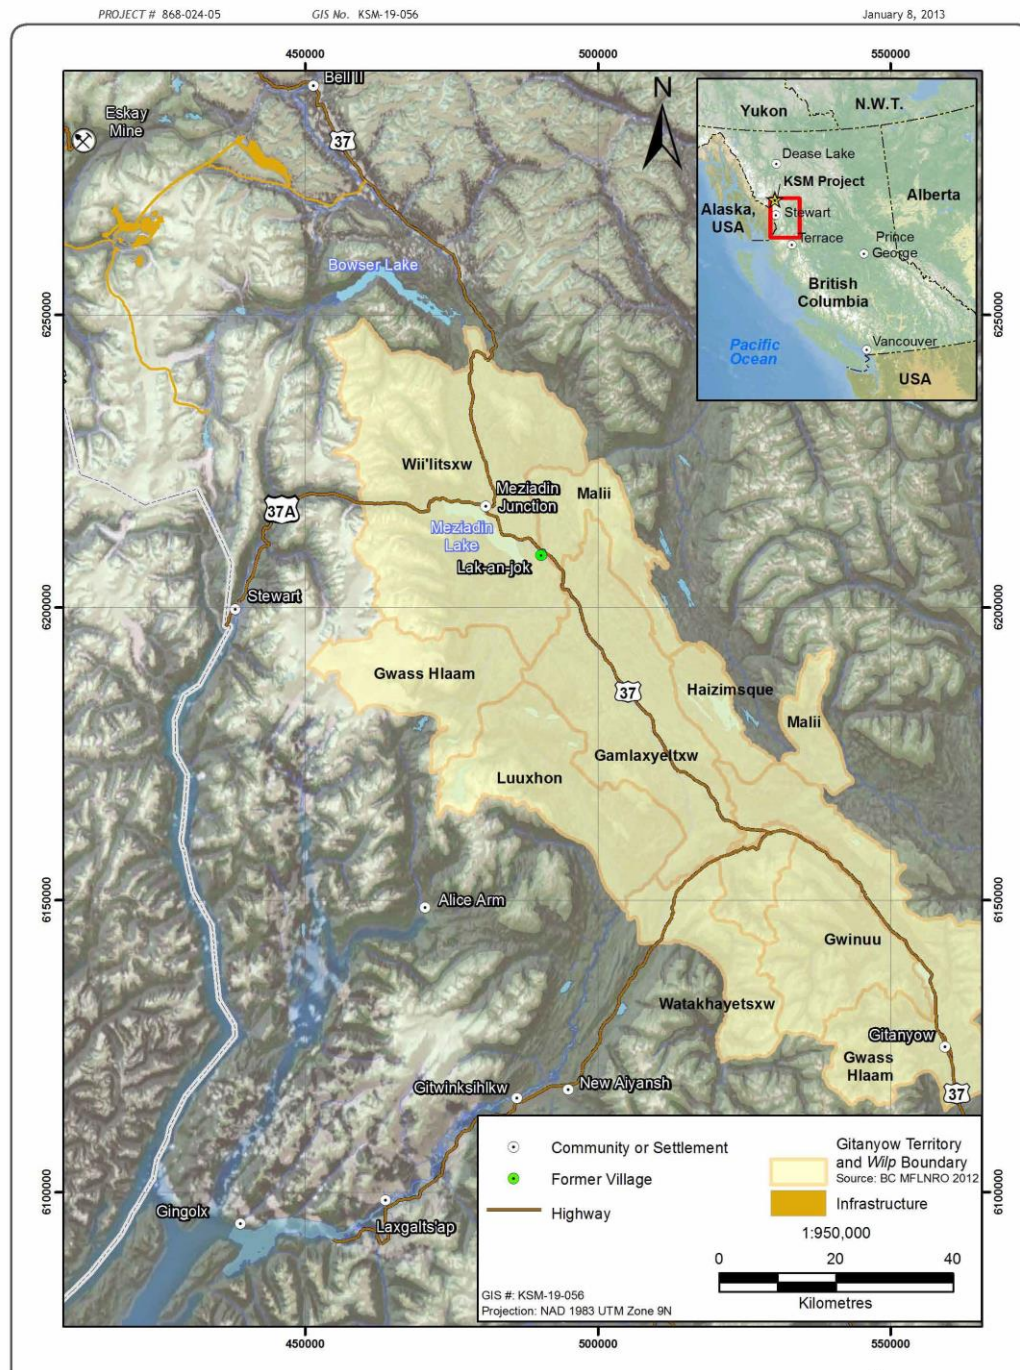 PROJECT # 868-024-05
GIS No. KSM-19-056
January 8, 2013
450000
500000
550000
Bell II
Eskay
Mine
37
N
Yukon
N.W.T.
Dease Lake
KSM Project
Alaska,
USA
Stewart
Alberta
Terrace
Prince
George
British
Columbia
Pacific
Ocean
Vancouver
USA
Bowser Lake
6250000
6250000
Wii'litsxw
Meziadin
Junction
Malii
37A
Meziadin
Lake
Lak-an-jok
Stewart
6200000
6200000
Gwass Hlaam
37
Haizimsque
Malii
Gamlaxyeltxw
Luuxhon
Alice Arm
6150000
6150000
Gwinuu
Watakhayetsxw
Gitanyow
Gwass
Hlaam
37
New Aiyansh
Gitwinksihlkw
6100000
6100000
Gingolx
Laxgalts'ap
Community or Settlement
Former Village
Highway
Gitanyow Territory
and Wilp Boundary
Source: BC MFLNRO 2012
Infrastructure
1:950,000
0 20 40
Kilometres
GIS #: KSM-19-056
Projection: NAD 1983 UTM Zone 9N
450000
500000
550000